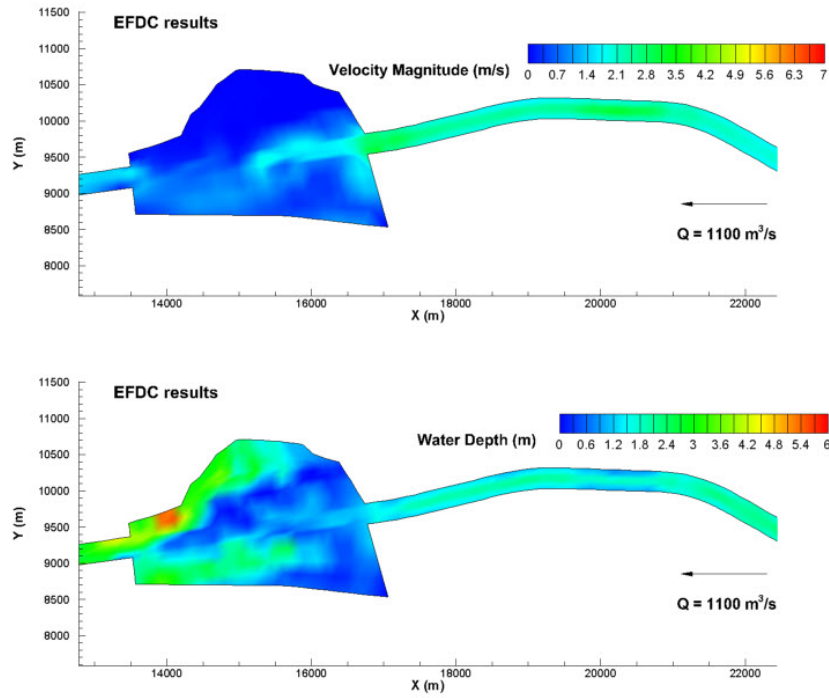 EFDC results
Velocity Magnitude (m/s)
0 0.7 1.4 2.1 2.8 3.5 4.2 4.9 5.6 6.3 7
11500
11000
10500
10000
9500
9000
8500
8000
Y (m)
Q = 1100 m³/s
14000 16000 18000 20000 22000
X (m)
EFDC results
Water Depth (m)
0 0.6 1.2 1.8 2.4 3 3.6 4.2 4.8 5.4 6
11500
11000
10500
10000
9500
9000
8500
8000
Y (m)
Q = 1100 m³/s
14000 16000 18000 20000 22000
X (m)